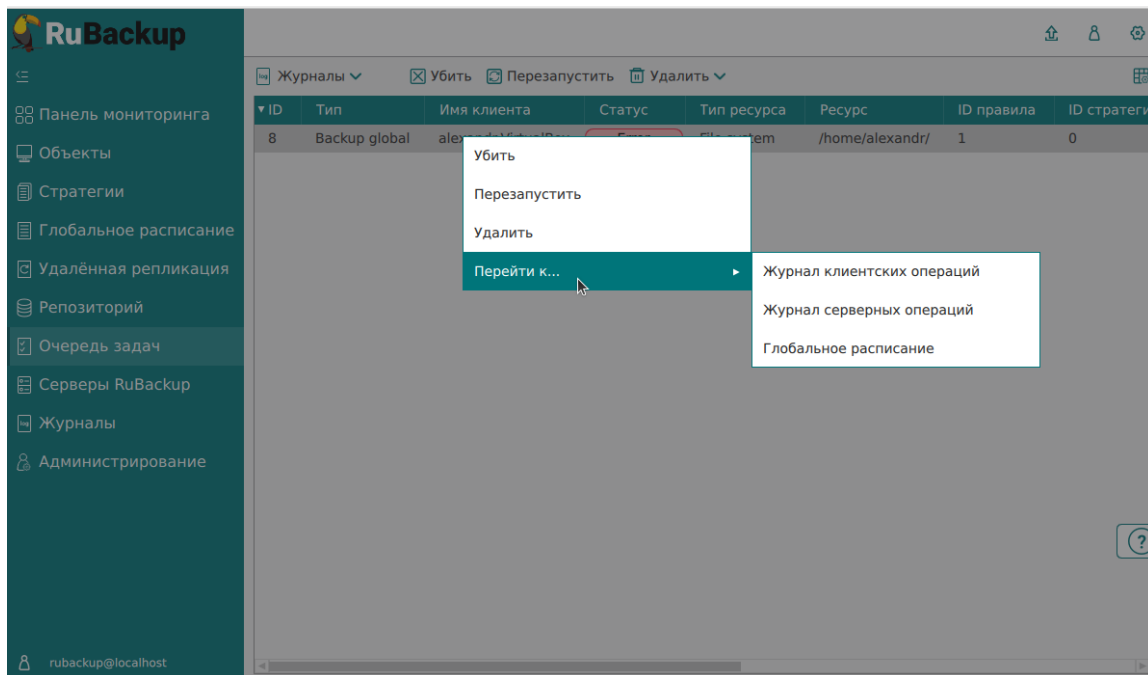 RuBackup
Журналы Убить Перезапустить Удалить
Панель мониторинга
Объекты
Стратегии
Глобальное расписание
Удалённая репликация
Репозиторий
Очередь задач
Серверы RuBackup
Журналы
Администрирование
rubackup@localhost
ID Тип Имя клиента Статус Тип ресурса Ресурс ID правила ID
8 Backup global /home/alexandr/ 1 0
Убить
Перезапустить
Удалить
Перейти к...
Журнал клиентских операций
Журнал серверных операций
Глобальное расписание
?